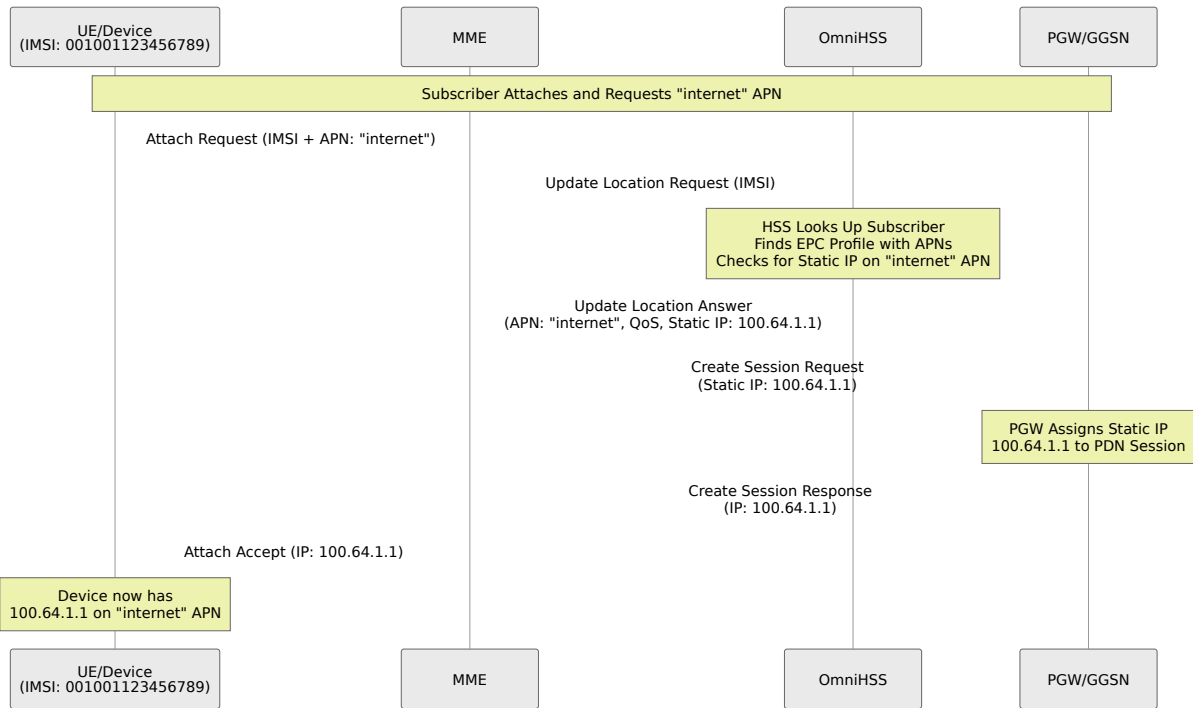 UE/Device
(IMSI: 001001123456789)
MME
OmniHSS
PGW/GGSN
Subscriber Attaches and Requests "internet" APN
Attach Request (IMSI + APN: "internet")
Update Location Request (IMSI)
HSS Looks Up Subscriber
Finds EPC Profile with APNs
Checks for Static IP on "internet" APN
Update Location Answer
(APN: "internet", QoS, Static IP: 100.64.1.1)
Create Session Request
(Static IP: 100.64.1.1)
PGW Assigns Static IP
100.64.1.1 to PDN Session
Create Session Response
(IP: 100.64.1.1)
Attach Accept (IP: 100.64.1.1)
Device now has
100.64.1.1 on "internet" APN
UE/Device
(IMSI: 001001123456789)
MME
OmniHSS
PGW/GGSN